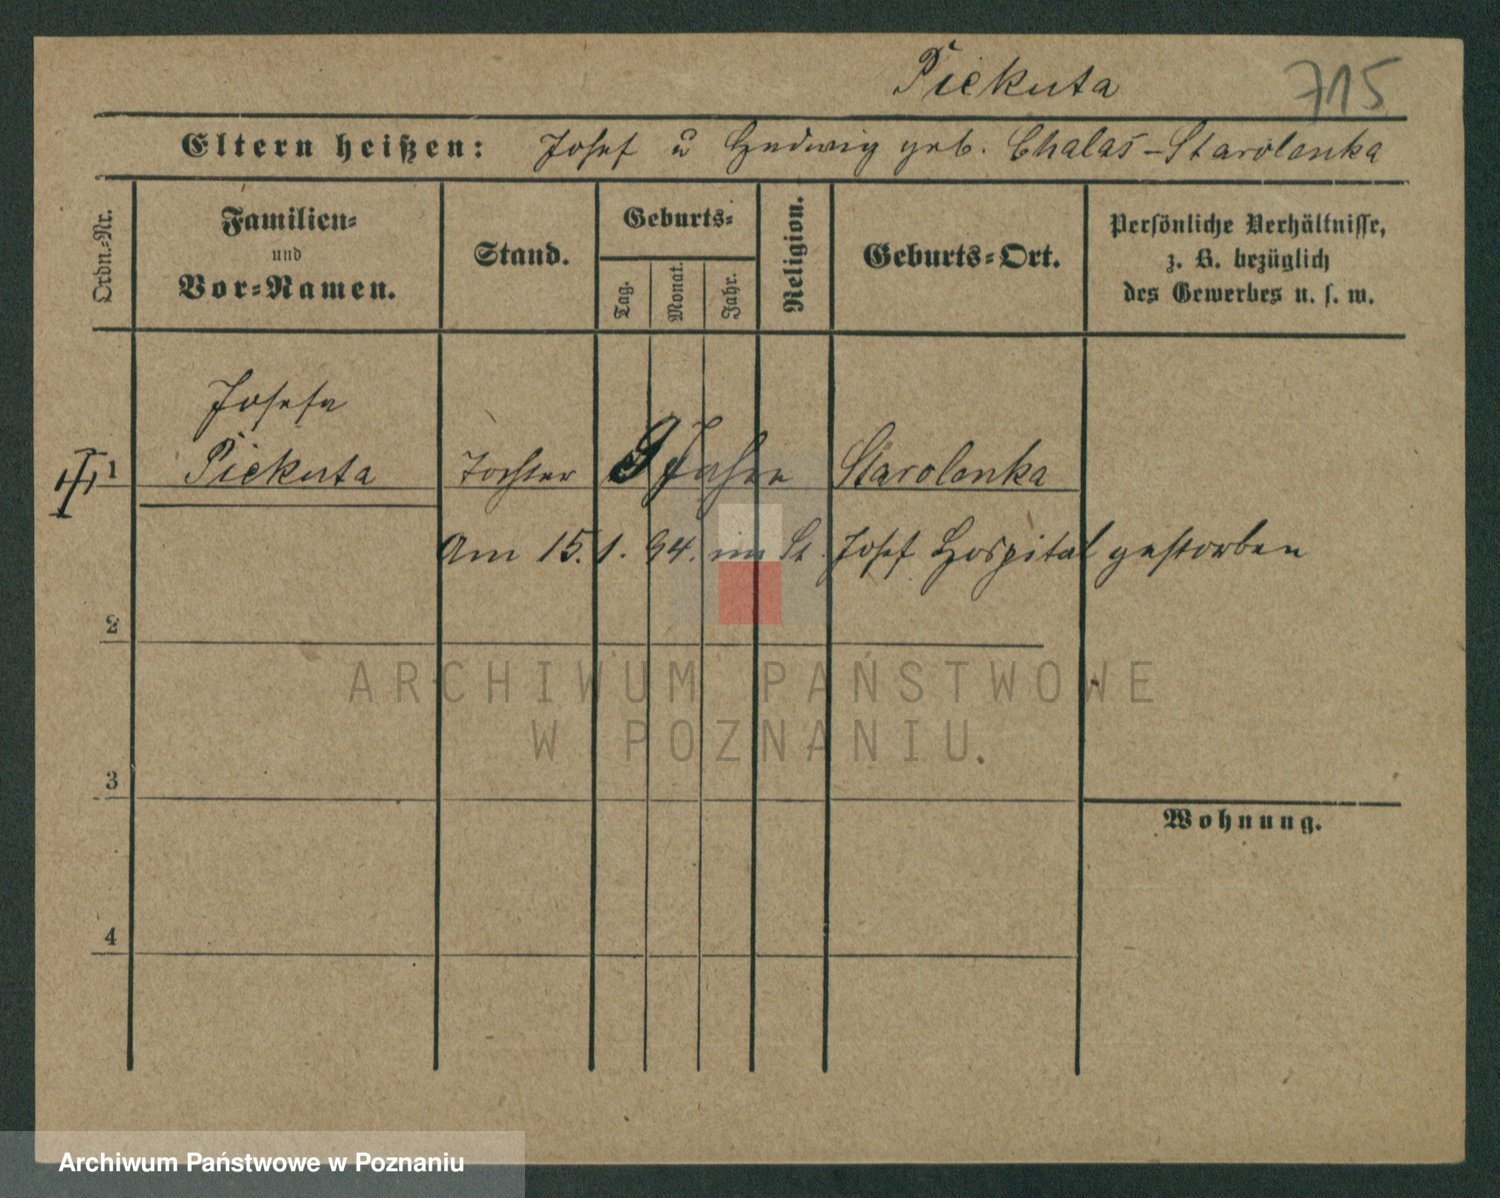 Piekuta
715
Eltern heißen: Josef u Hedwig geb. Chalaś-Starolenka
Ordn.-Nr.
Familien-
und
Vor-Namen.
Stand.
Geburts-
Tag.
Monat.
Jahr.
Religion.
Geburts-Ort.
Persönliche Verhältnisse,
z. B. bezüglich
des Gewerbes u. s. w.
Josefa
1 Piekuta Tochter 9 Jahre Starolenka
Am 15. 1. 94. im St. Josef Hospital gestorben
2
ARCHIWUM PAŃSTWOWE
W POZNANIU.
3
Wohnung.
4
Archiwum Państwowe w Poznaniu